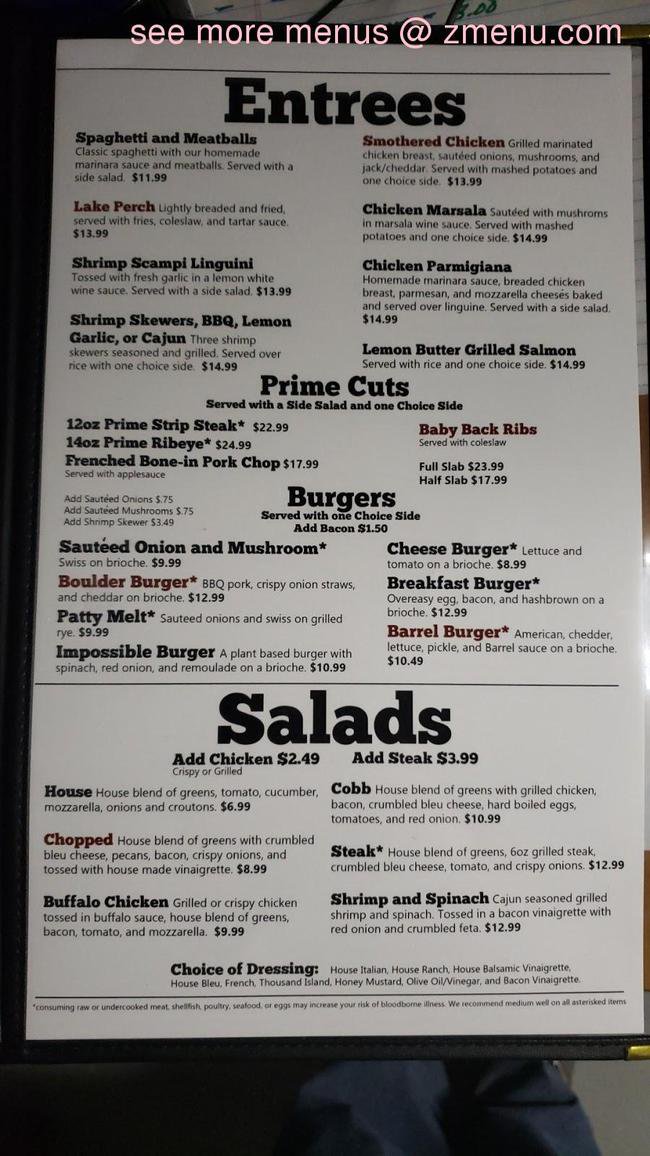 see more menus @ zmenu.com
3.00
Entrees
Spaghetti and Meatballs
Classic spaghetti with our homemade
marinara sauce and meatballs. Served with a
side salad. $11.99
Lake Perch Lightly breaded and fried,
served with fries, coleslaw, and tartar sauce.
$13.99
Shrimp Scampi Linguini
Tossed with fresh garlic in a lemon white
wine sauce. Served with a side salad. $13.99
Shrimp Skewers, BBQ, Lemon
Garlic, or Cajun Three shrimp
skewers seasoned and grilled. Served over
rice with one choice side. $14.99
Smothered Chicken Grilled marinated
chicken breast, sautéed onions, mushrooms, and
jack/cheddar. Served with mashed potatoes and
one choice side. $13.99
Chicken Marsala Sautéed with mushroms
in marsala wine sauce. Served with mashed
potatoes and one choice side. $14.99
Chicken Parmigiana
Homemade marinara sauce, breaded chicken
breast, parmesan, and mozzarella cheeses baked
and served over linguine. Served with a side salad.
$14.99
Lemon Butter Grilled Salmon
Served with rice and one choice side. $14.99
Prime Cuts
Served with a Side Salad and one Choice Side
12oz Prime Strip Steak* $22.99
14oz Prime Ribeye* $24.99
Frenched Bone-in Pork Chop $17.99
Served with applesauce
Baby Back Ribs
Served with coleslaw
Full Slab $23.99
Half Slab $17.99
Add Sautéed Onions $.75
Add Sautéed Mushrooms $.75
Add Shrimp Skewer $3.49
Burgers
Served with one Choice Side
Add Bacon $1.50
Sautéed Onion and Mushroom*
Swiss on brioche. $9.99
Boulder Burger* BBQ pork, crispy onion straws,
and cheddar on brioche. $12.99
Patty Melt* Sauteed onions and swiss on grilled
rye. $9.99
Impossible Burger A plant based burger with
spinach, red onion, and remoulade on a brioche. $10.99
Cheese Burger* Lettuce and
tomato on a brioche. $8.99
Breakfast Burger*
Overeasy egg, bacon, and hashbrown on a
brioche. $12.99
Barrel Burger* American, chedder,
lettuce, pickle, and Barrel sauce on a brioche.
$10.49
Salads
Add Chicken $2.49 Add Steak $3.99
Crispy or Grilled
House House blend of greens, tomato, cucumber,
mozzarella, onions and croutons. $6.99
Chopped House blend of greens with crumbled
bleu cheese, pecans, bacon, crispy onions, and
tossed with house made vinaigrette. $8.99
Buffalo Chicken Grilled or crispy chicken
tossed in buffalo sauce, house blend of greens,
bacon, tomato, and mozzarella. $9.99
Cobb House blend of greens with grilled chicken,
bacon, crumbled bleu cheese, hard boiled eggs,
tomatoes, and red onion. $10.99
Steak* House blend of greens, 6oz grilled steak,
crumbled bleu cheese, tomato, and crispy onions. $12.99
Shrimp and Spinach Cajun seasoned grilled
shrimp and spinach. Tossed in a bacon vinaigrette with
red onion and crumbled feta. $12.99
Choice of Dressing: House Italian, House Ranch, House Balsamic Vinaigrette,
House Bleu, French, Thousand Island, Honey Mustard, Olive Oil/Vinegar, and Bacon Vinaigrette.
*consuming raw or undercooked meat, shellfish, poultry, seafood, or eggs may increase your risk of bloodborne illness. We recommend medium well on all asterisked items